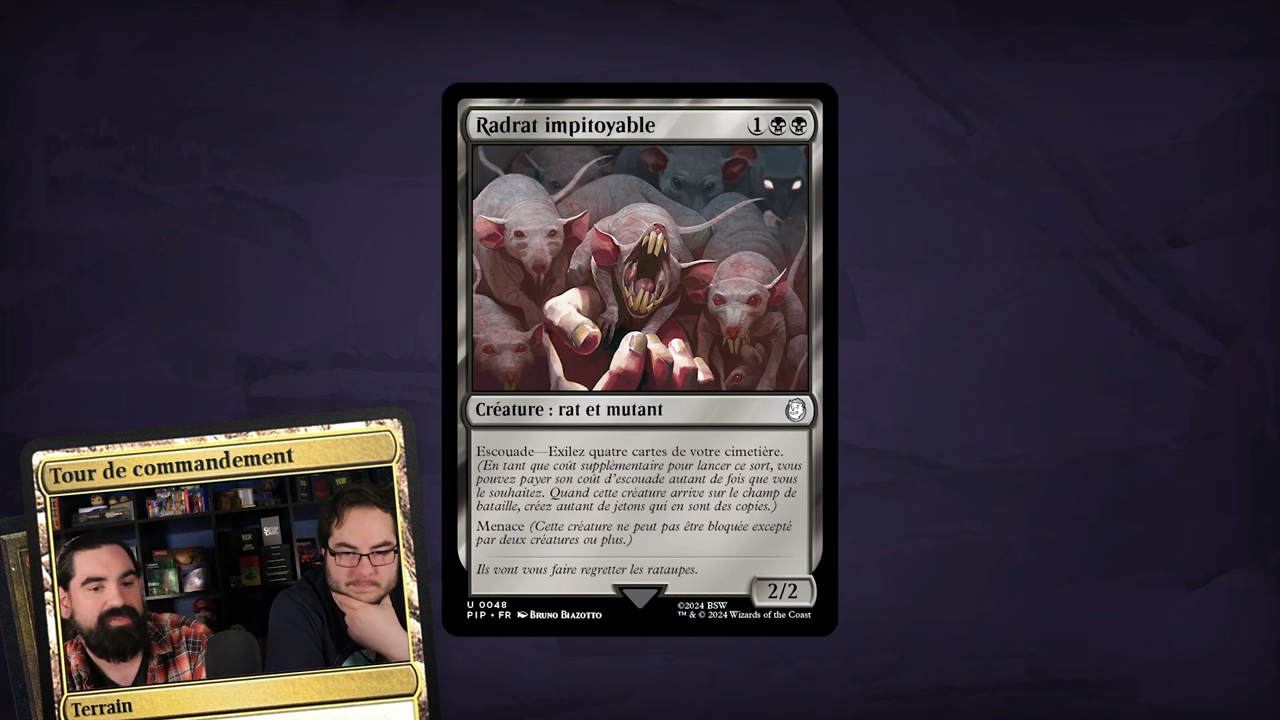 Radrat impitoyable 1
Créature : rat et mutant
Escouade—Exilez quatre cartes de votre cimetière.
(En tant que coût supplémentaire pour lancer ce sort, vous
pouvez payer son coût d'escouade autant de fois que vous
le souhaitez. Quand cette créature arrive sur le champ de
bataille, créez autant de jetons qui en sont des copies.)
Menace (Cette créature ne peut pas être bloquée excepté
par deux créatures ou plus.)
Ils vont vous faire regretter les rataupes.
2/2
U 0048
PIP • FR Bruno Biazotto
©2024 BSW
™ & © 2024 Wizards of the Coast
Tour de commandement
Terrain